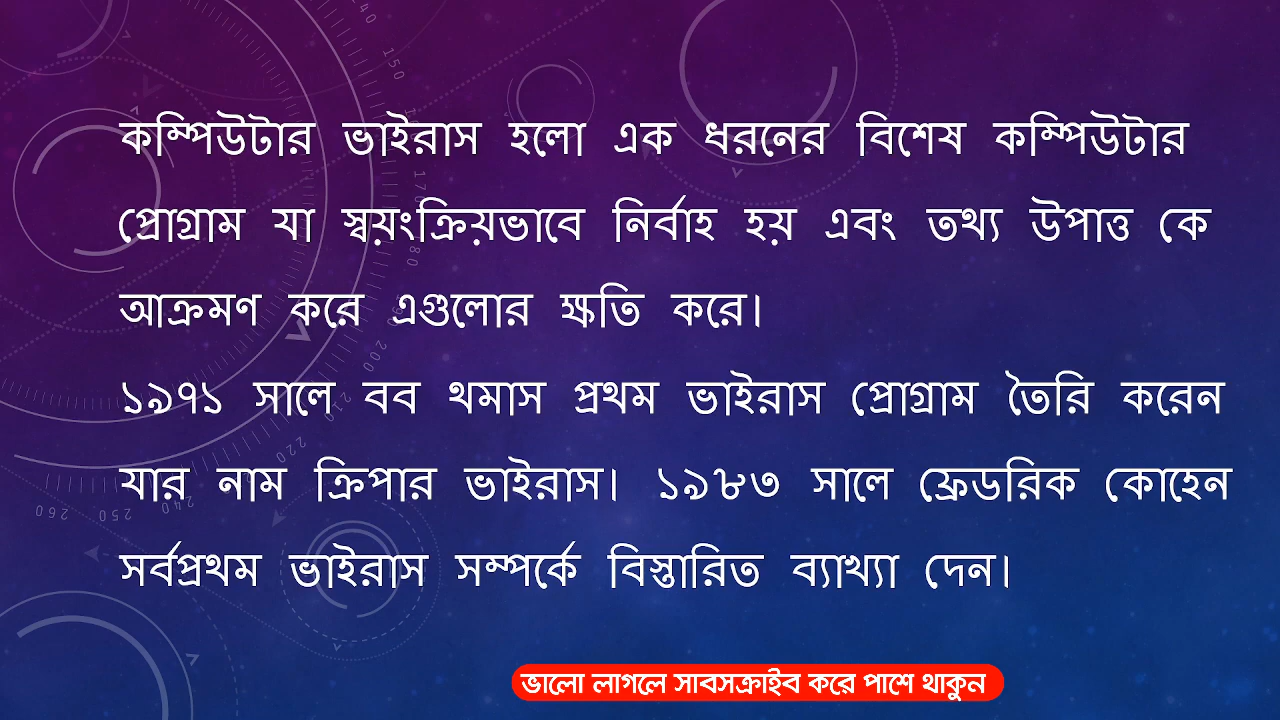 কম্পিউটার ভাইরাস হলো এক ধরনের বিশেষ কম্পিউটার
প্রোগ্রাম যা স্বয়ংক্রিয়ভাবে নির্বাহ হয় এবং তথ্য উপাত্ত কে
আক্রমণ করে এগুলোর ক্ষতি করে।
১৯৭১ সালে বব থমাস প্রথম ভাইরাস প্রোগ্রাম তৈরি করেন
যার নাম ক্রিপার ভাইরাস। ১৯৮৩ সালে ফ্রেডরিক কোহেন
সর্বপ্রথম ভাইরাস সম্পর্কে বিস্তারিত ব্যাখ্যা দেন।
ভালো লাগলে সাবসক্রাইব করে পাশে থাকুন